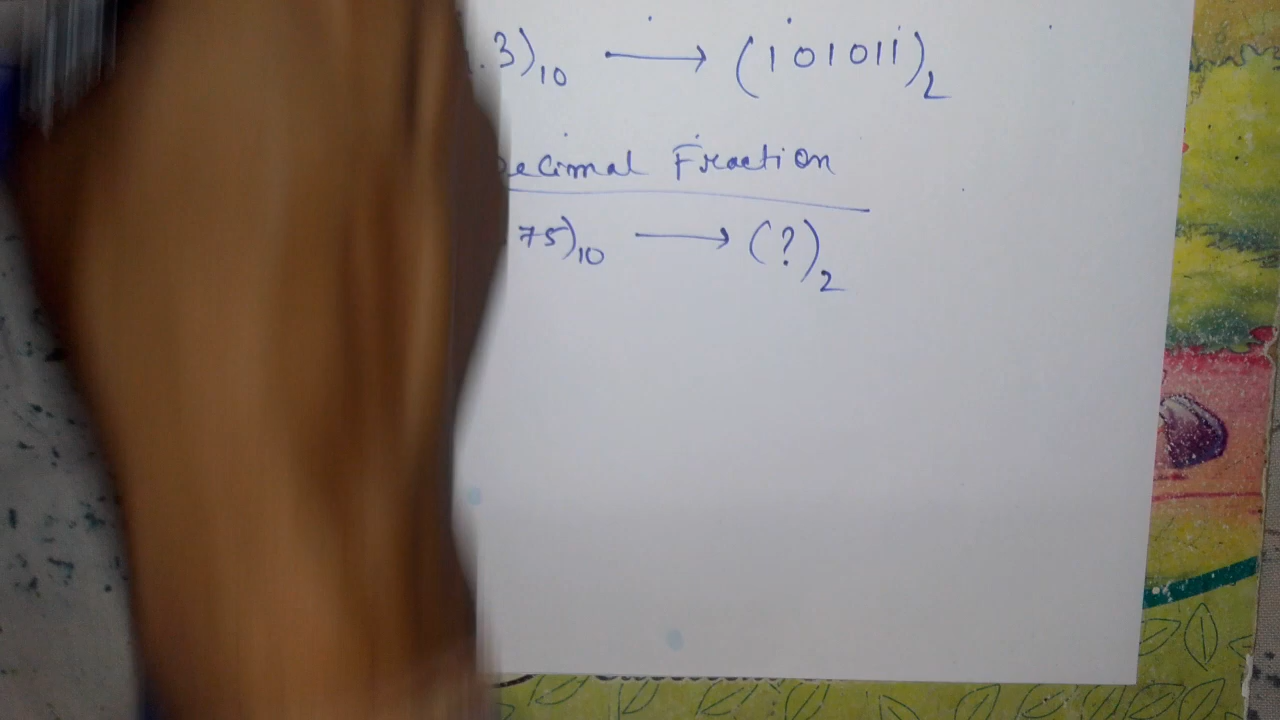 .3)₁₀ → (101011)₂
ecimal Fraction
75)₁₀ → (?)₂